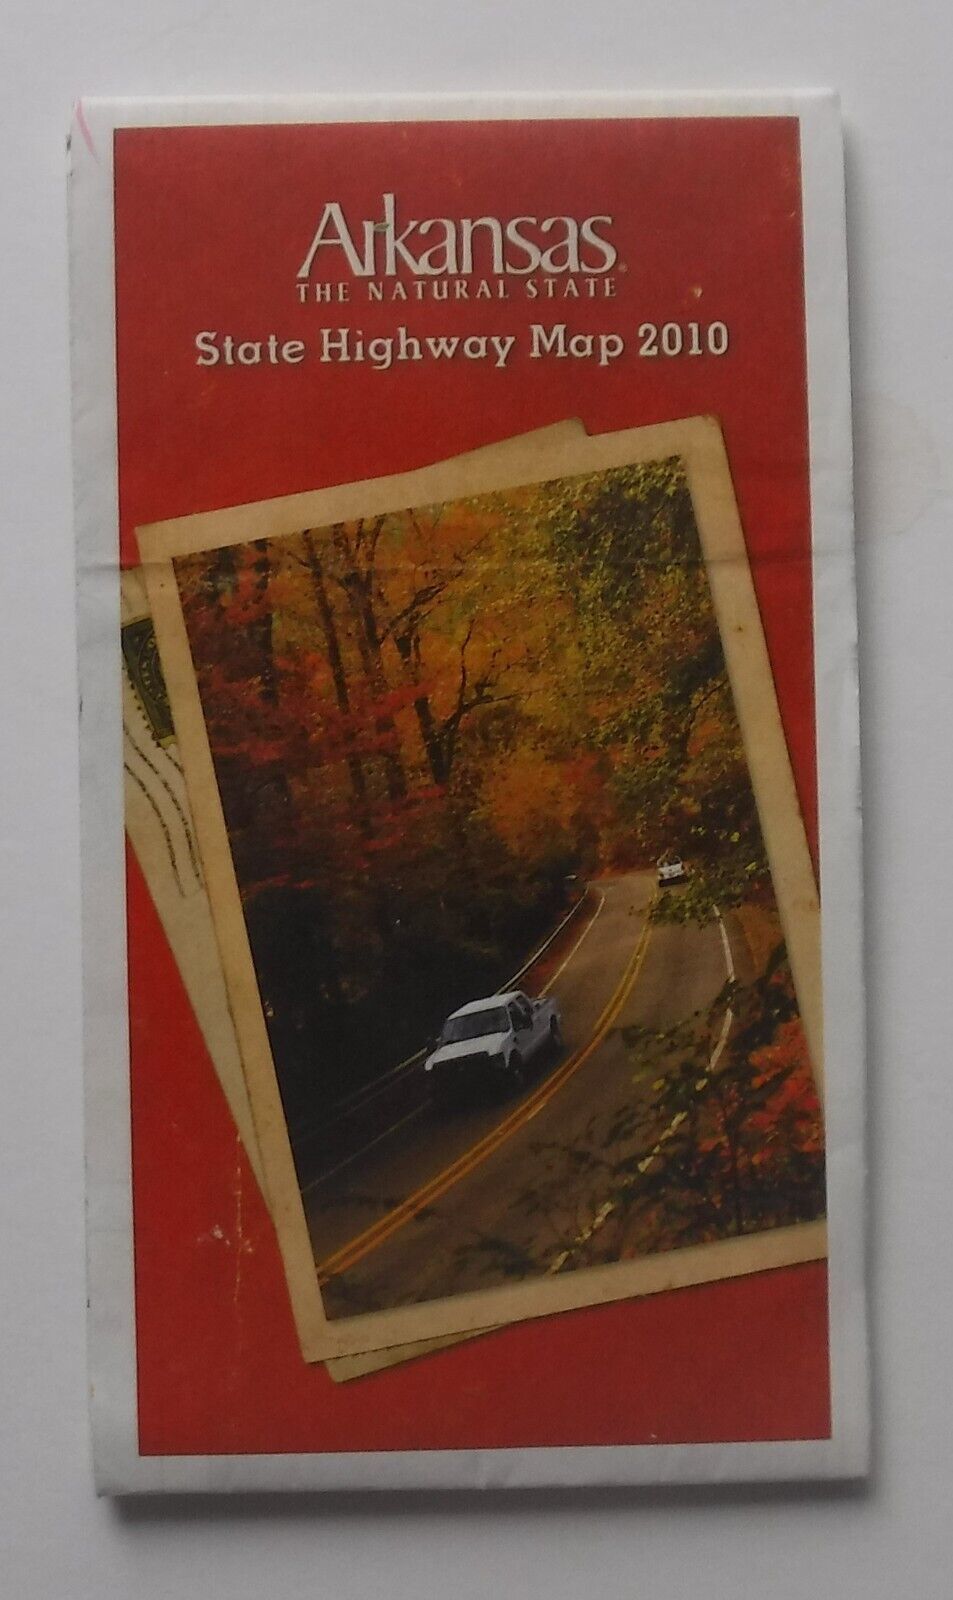 Arkansas
THE NATURAL STATE
State Highway Map 2010